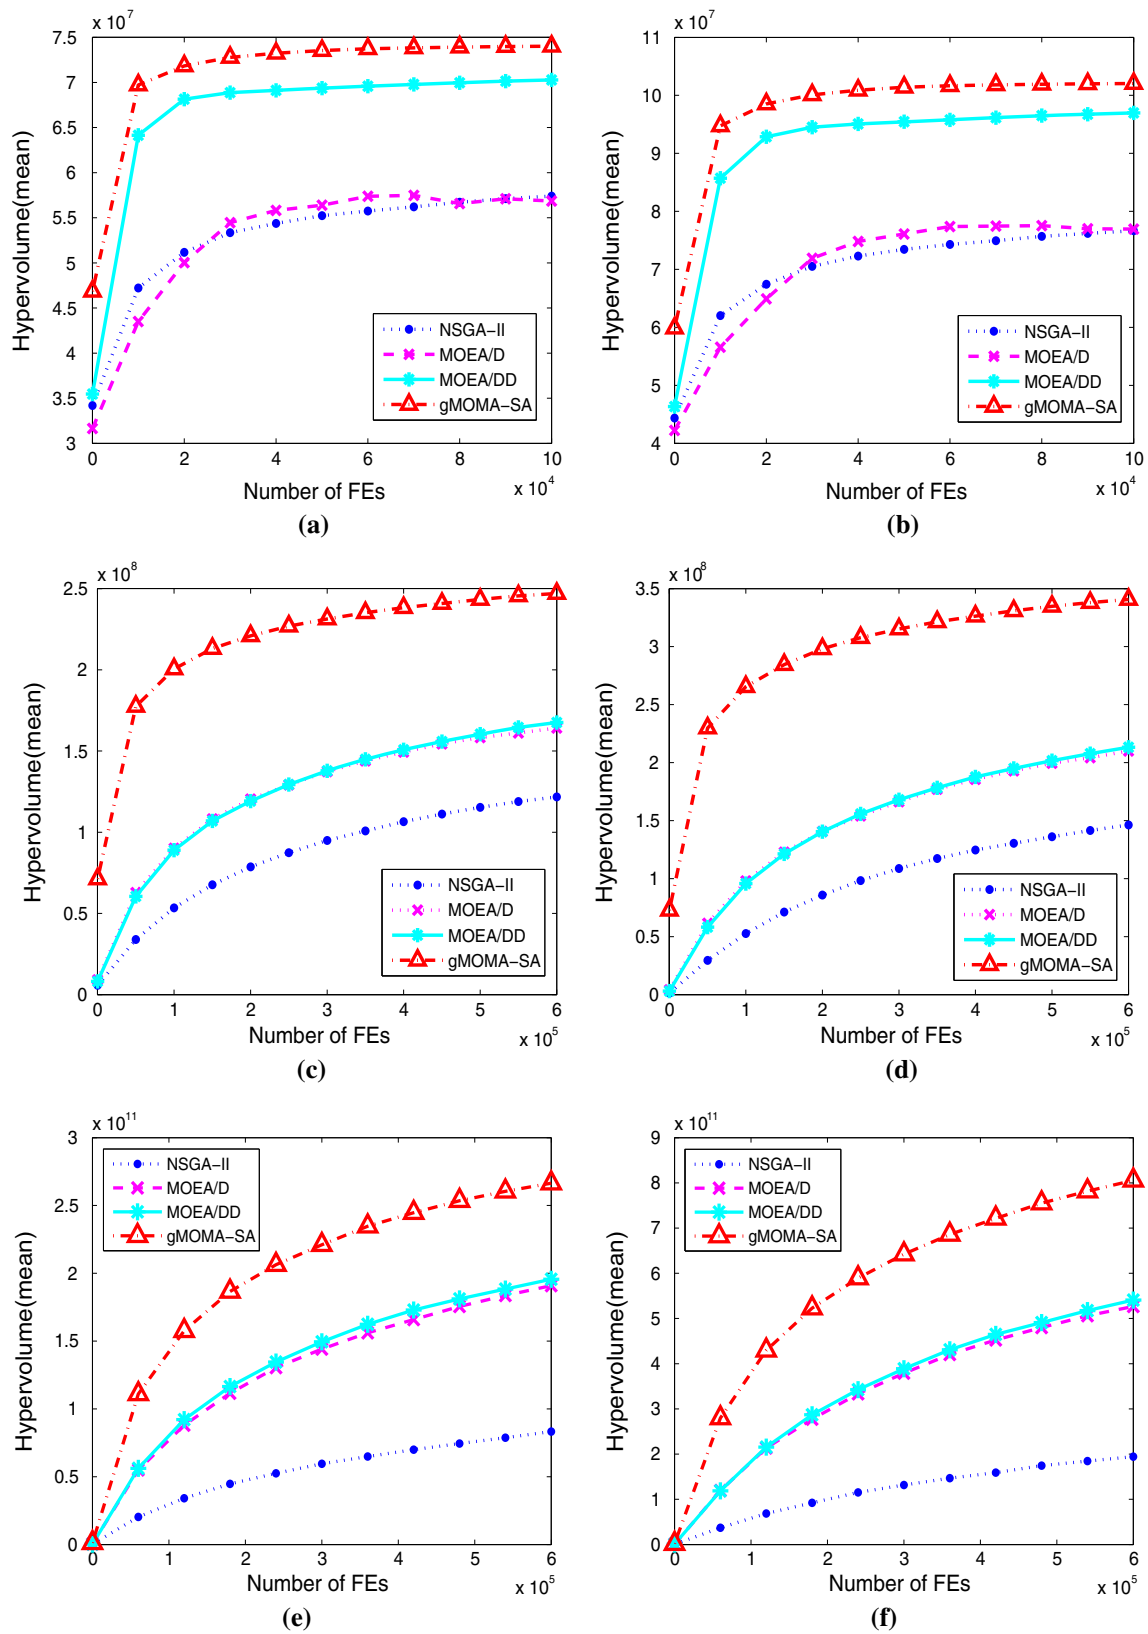 x 10^7
7.5
7
6.5
6
5.5
5
4.5
4
3.5
3
Hypervolume(mean)
NSGA−II
MOEA/D
MOEA/DD
gMOMA−SA
0 2 4 6 8 10
Number of FEs
x 10^4
(a)
x 10^7
11
10
9
8
7
6
5
4
Hypervolume(mean)
NSGA−II
MOEA/D
MOEA/DD
gMOMA−SA
0 2 4 6 8 10
Number of FEs
x 10^4
(b)
x 10^8
2.5
2
1.5
1
0.5
0
Hypervolume(mean)
NSGA−II
MOEA/D
MOEA/DD
gMOMA−SA
0 1 2 3 4 5 6
Number of FEs
x 10^5
(c)
x 10^8
3.5
3
2.5
2
1.5
1
0.5
0
Hypervolume(mean)
NSGA−II
MOEA/D
MOEA/DD
gMOMA−SA
0 1 2 3 4 5 6
Number of FEs
x 10^5
(d)
x 10^11
3
2.5
2
1.5
1
0.5
0
Hypervolume(mean)
NSGA−II
MOEA/D
MOEA/DD
gMOMA−SA
0 1 2 3 4 5 6
Number of FEs
x 10^5
(e)
x 10^11
9
8
7
6
5
4
3
2
1
0
Hypervolume(mean)
NSGA−II
MOEA/D
MOEA/DD
gMOMA−SA
0 1 2 3 4 5 6
Number of FEs
x 10^5
(f)